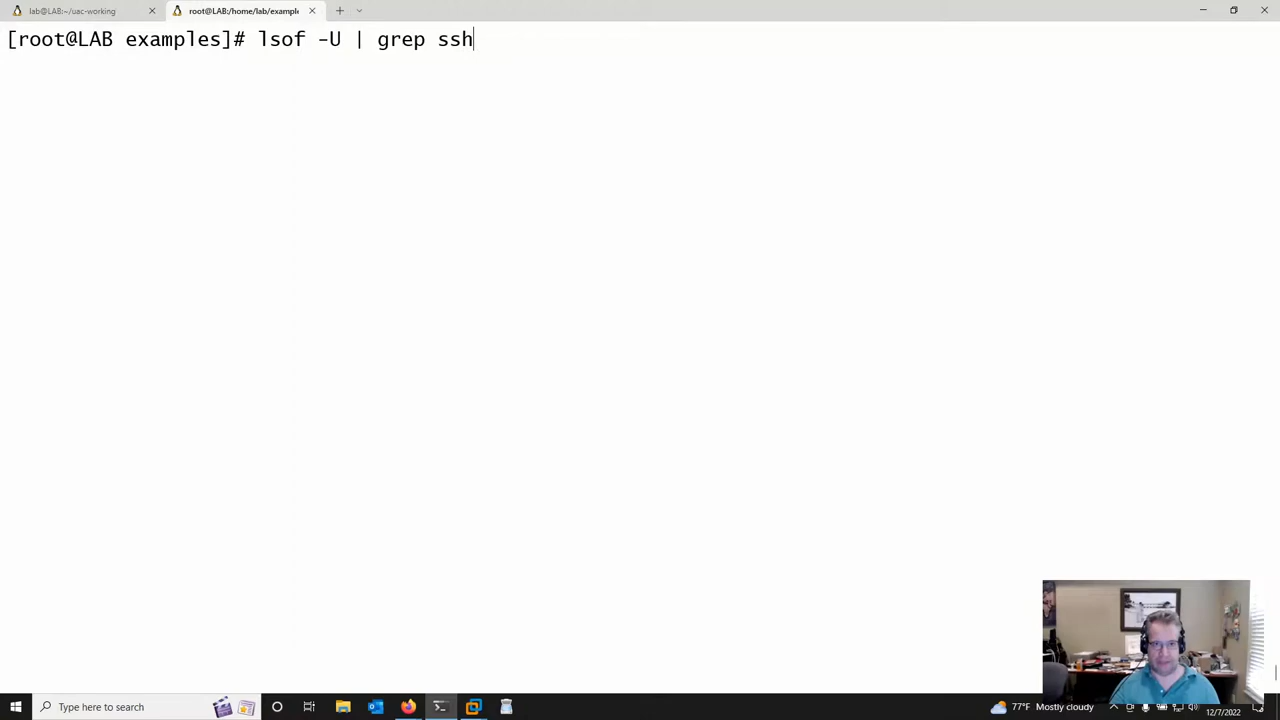 lab@LAB:~/uac-working
root@LAB:/home/lab/exampl
[root@LAB examples]# lsof -U | grep ssh
Type here to search
77°F Mostly cloudy
12/7/2022